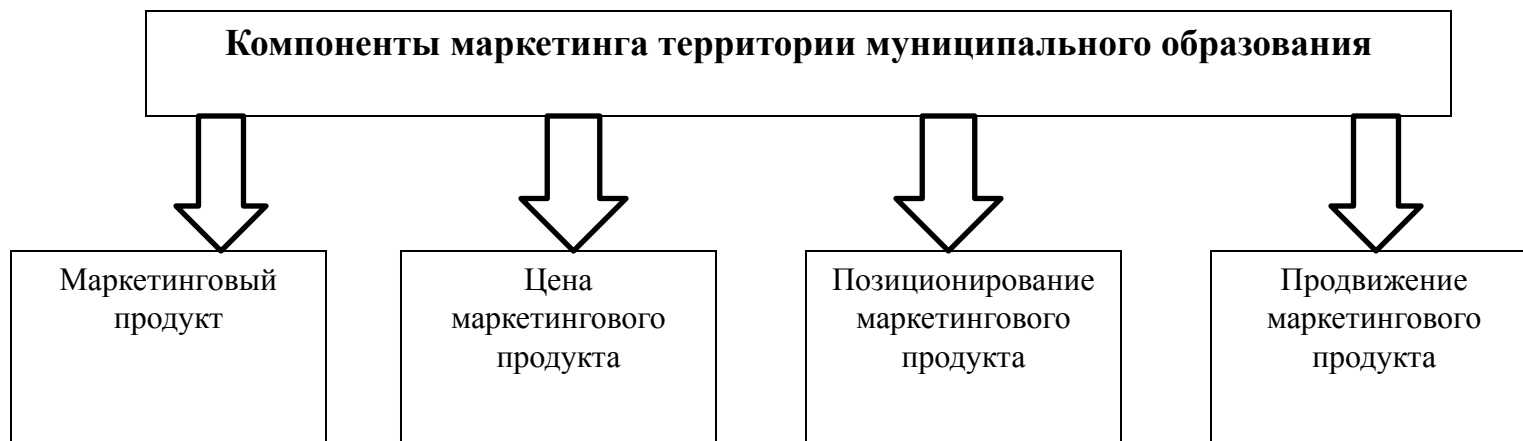 Компоненты маркетинга территории муниципального образования
Маркетинговый
продукт
Цена
маркетингового
продукта
Позиционирование
маркетингового
продукта
Продвижение
маркетингового
продукта